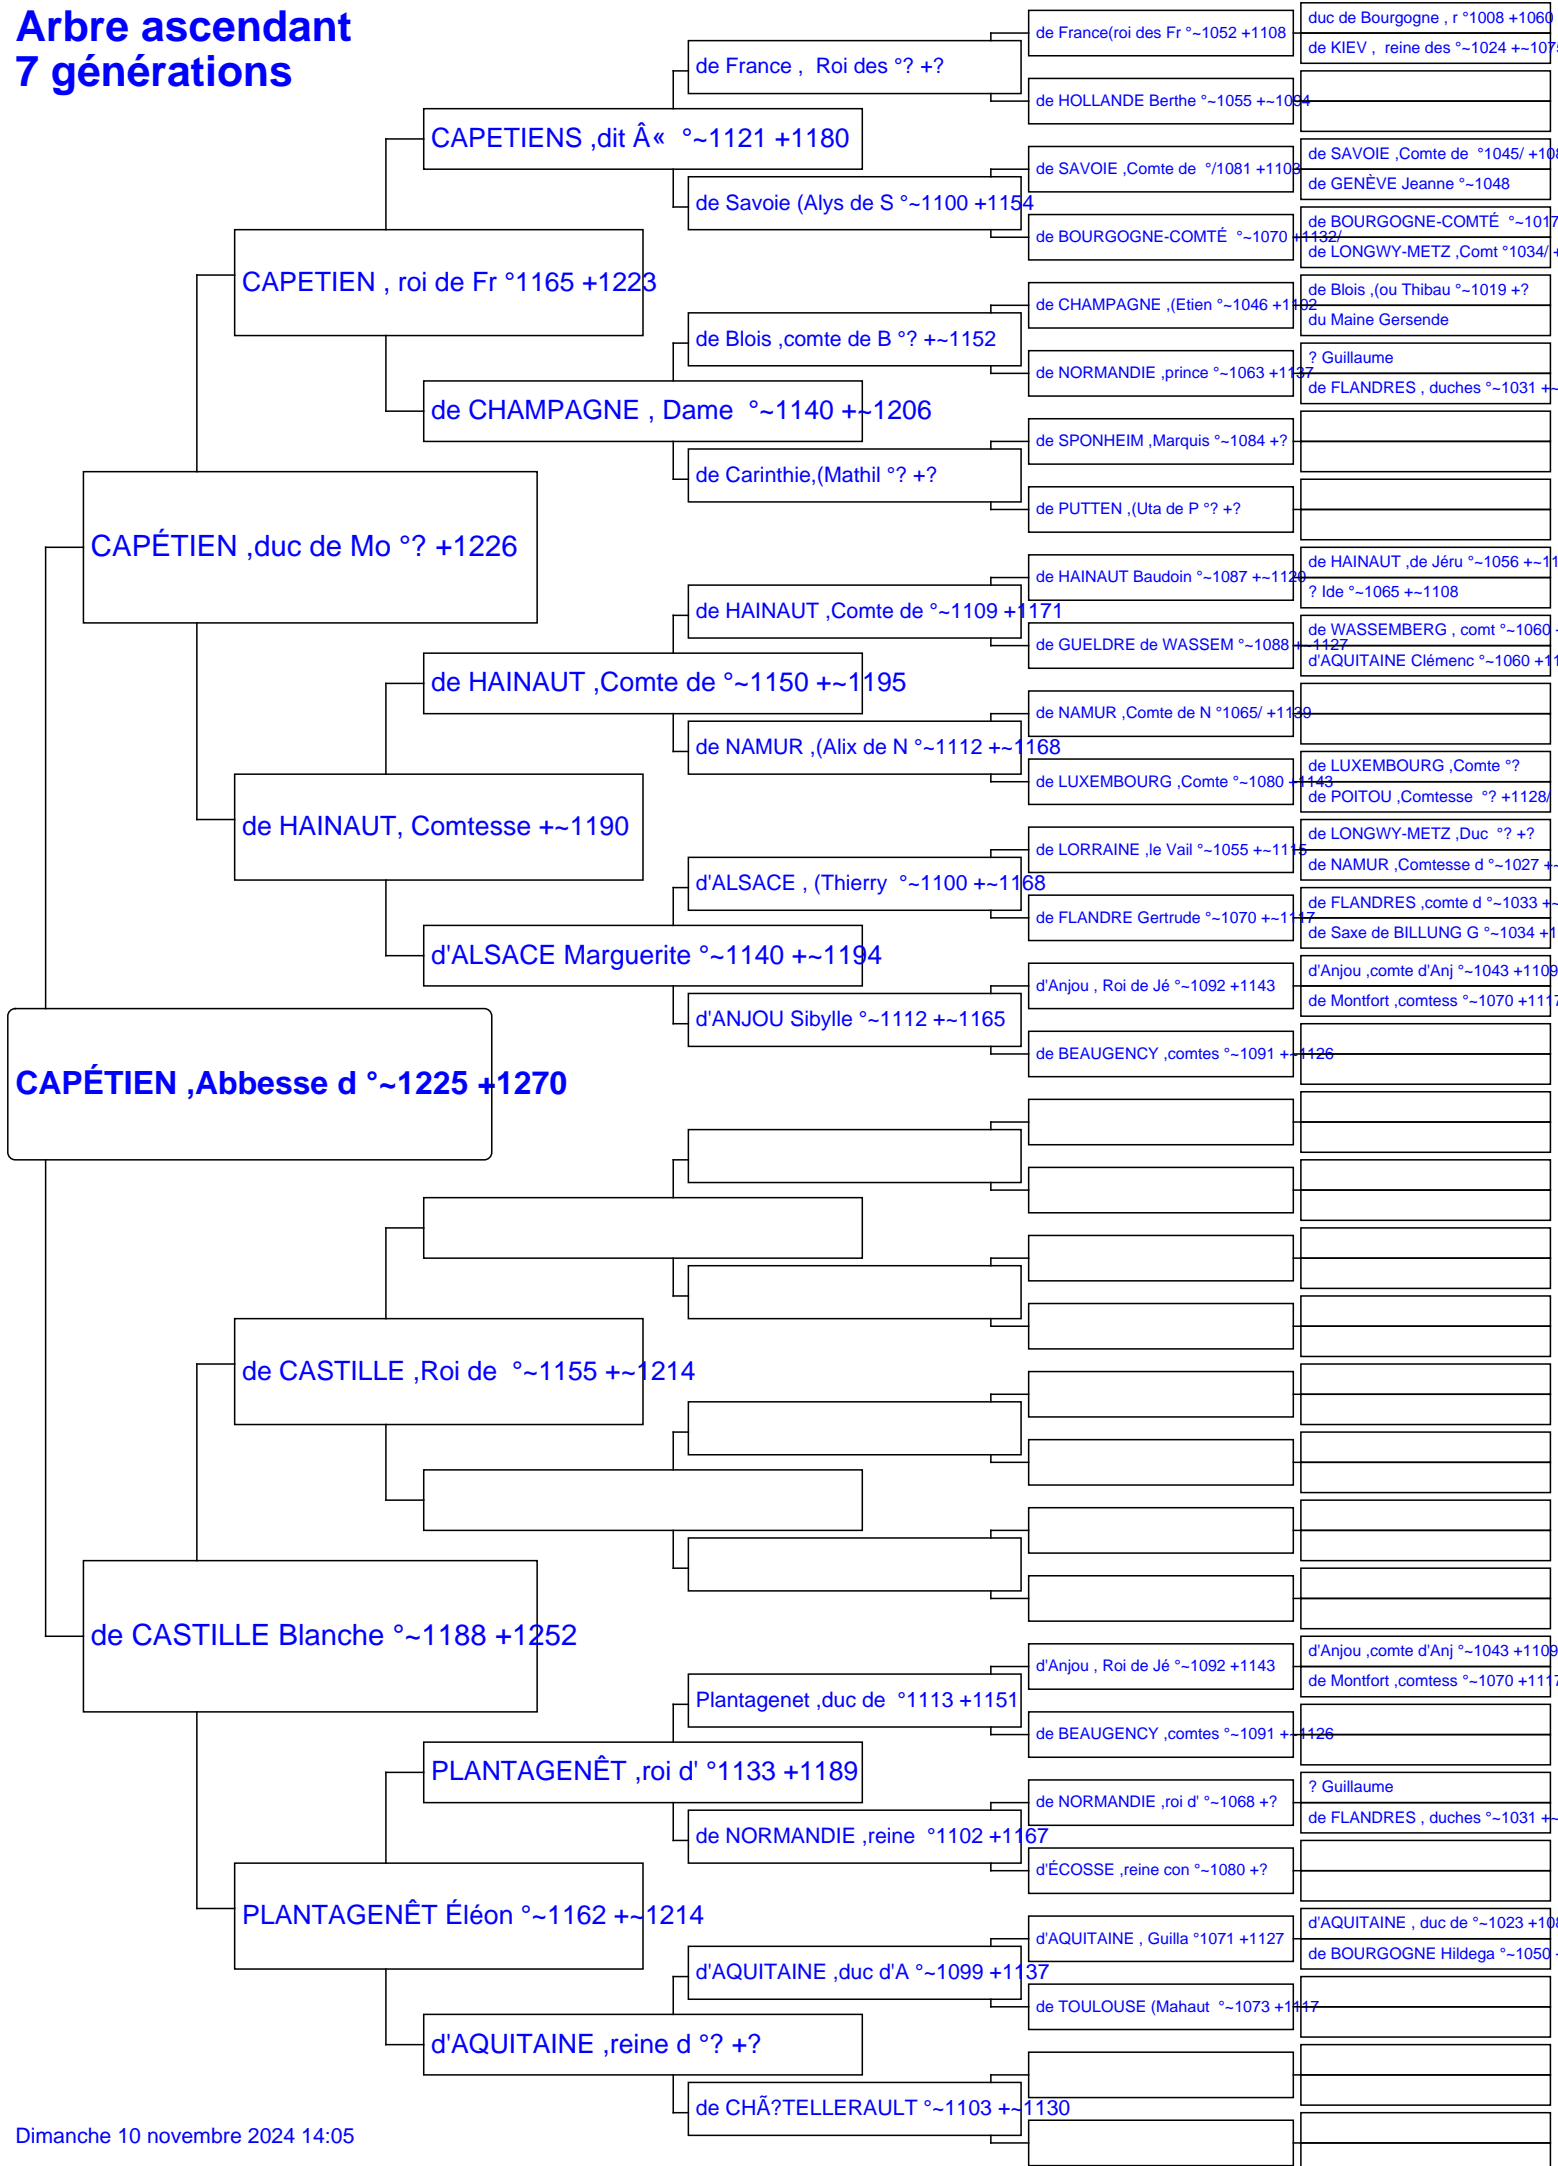 Arbre ascendant
7 générations
duc de Bourgogne , r °1008 +1060
de France(roi des Fr °~1052 +1108
de KIEV , reine des °~1024 +~1075
de France , Roi des °? +?
de HOLLANDE Berthe °~1055 +~1094
CAPETIENS ,dit Â« °~1121 +1180
de SAVOIE ,Comte de °1045/ +108
de SAVOIE ,Comte de °/1081 +1103
de GENÈVE Jeanne °~1048
de Savoie (Alys de S °~1100 +1154
de BOURGOGNE-COMTÉ °~1017
de BOURGOGNE-COMTÉ °~1070 +1132/
de LONGWY-METZ ,Comt °1034/ +
CAPETIEN , roi de Fr °1165 +1223
de Blois ,(ou Thibau °~1019 +?
de CHAMPAGNE ,(Etien °~1046 +1102
du Maine Gersende
de Blois ,comte de B °? +~1152
? Guillaume
de NORMANDIE ,prince °~1063 +1137
de FLANDRES , duches °~1031 +~
de CHAMPAGNE , Dame °~1140 +~1206
de SPONHEIM ,Marquis °~1084 +?
de Carinthie,(Mathil °? +?
de PUTTEN ,(Uta de P °? +?
CAPÉTIEN ,duc de Mo °? +1226
de HAINAUT ,de Jéru °~1056 +~11
de HAINAUT Baudoin °~1087 +~1120
? Ide °~1065 +~1108
de HAINAUT ,Comte de °~1109 +1171
de WASSEMBERG , comt °~1060 -
de GUELDRE de WASSEM °~1088 +~1127
d'AQUITAINE Clémenc °~1060 +11
de HAINAUT ,Comte de °~1150 +~1195
de NAMUR ,Comte de N °1065/ +1139
de NAMUR ,(Alix de N °~1112 +~1168
de LUXEMBOURG ,Comte °?
de LUXEMBOURG ,Comte °~1080 +1143
de POITOU ,Comtesse °? +1128/
de HAINAUT, Comtesse +~1190
de LONGWY-METZ ,Duc °? +?
de LORRAINE ,le Vail °~1055 +~1115
de NAMUR ,Comtesse d °~1027 +~
d'ALSACE , (Thierry °~1100 +~1168
de FLANDRES ,comte d °~1033 +~
de FLANDRE Gertrude °~1070 +~1117
de Saxe de BILLUNG G °~1034 +1
d'ALSACE Marguerite °~1140 +~1194
d'Anjou ,comte d'Anj °~1043 +1109
d'Anjou , Roi de Jé °~1092 +1143
de Montfort ,comtess °~1070 +1117
d'ANJOU Sibylle °~1112 +~1165
de BEAUGENCY ,comtes °~1091 +~1126
CAPÉTIEN ,Abbesse d °~1225 +1270
de CASTILLE ,Roi de °~1155 +~1214
de CASTILLE Blanche °~1188 +1252
d'Anjou ,comte d'Anj °~1043 +1109
d'Anjou , Roi de Jé °~1092 +1143
de Montfort ,comtess °~1070 +1117
Plantagenet ,duc de °1113 +1151
de BEAUGENCY ,comtes °~1091 +~1126
PLANTAGENÊT ,roi d' °1133 +1189
? Guillaume
de NORMANDIE ,roi d' °~1068 +?
de FLANDRES , duches °~1031 +~
de NORMANDIE ,reine °1102 +1167
d'ÉCOSSE ,reine con °~1080 +?
PLANTAGENÊT Éléon °~1162 +~1214
d'AQUITAINE , duc de °~1023 +108
d'AQUITAINE , Guilla °1071 +1127
de BOURGOGNE Hildega °~1050 -
d'AQUITAINE ,duc d'A °~1099 +1137
de TOULOUSE (Mahaut °~1073 +1117
d'AQUITAINE ,reine d °? +?
de CHÃ?TELLERAULT °~1103 +~1130
Dimanche 10 novembre 2024 14:05